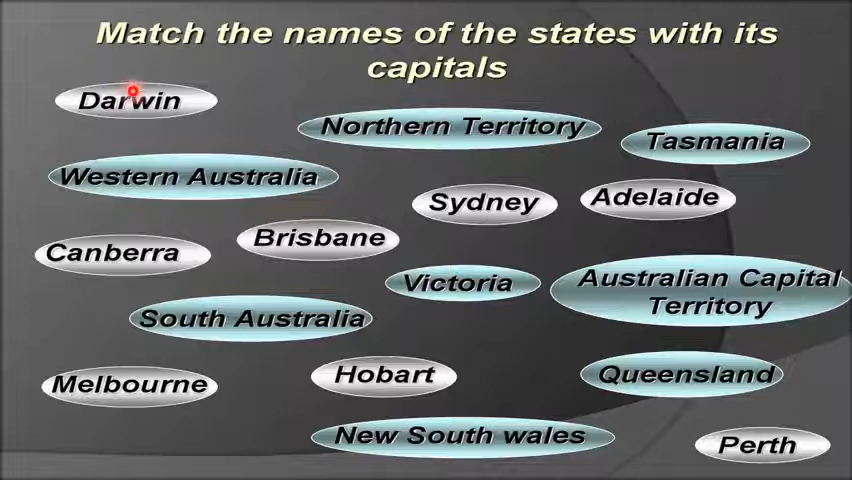 Match the names of the states with its
capitals
Darwin
Northern Territory
Tasmania
Western Australia
Sydney
Adelaide
Canberra
Brisbane
Victoria
Australian Capital
Territory
South Australia
Melbourne
Hobart
Queensland
New South wales
Perth